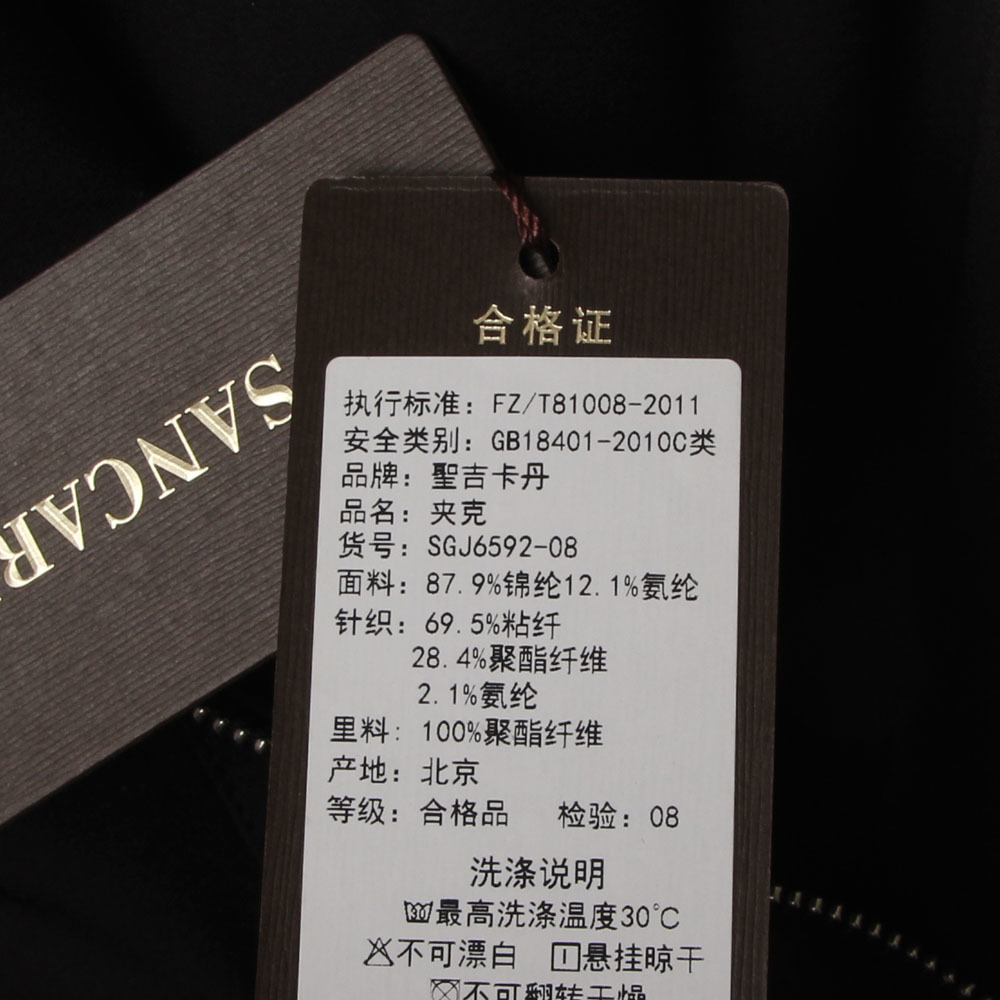 SANCAR
合格证
执行标准：FZ/T81008-2011
安全类别：GB18401-2010C类
品牌：聖吉卡丹
品名：夹克
货号：SGJ6592-08
面料：87.9%锦纶12.1%氨纶
针织：69.5%粘纤
28.4%聚酯纤维
2.1%氨纶
里料：100%聚酯纤维
产地：北京
等级：合格品 检验：08
洗涤说明
最高洗涤温度30℃
不可漂白 悬挂晾干
不可翻转干燥